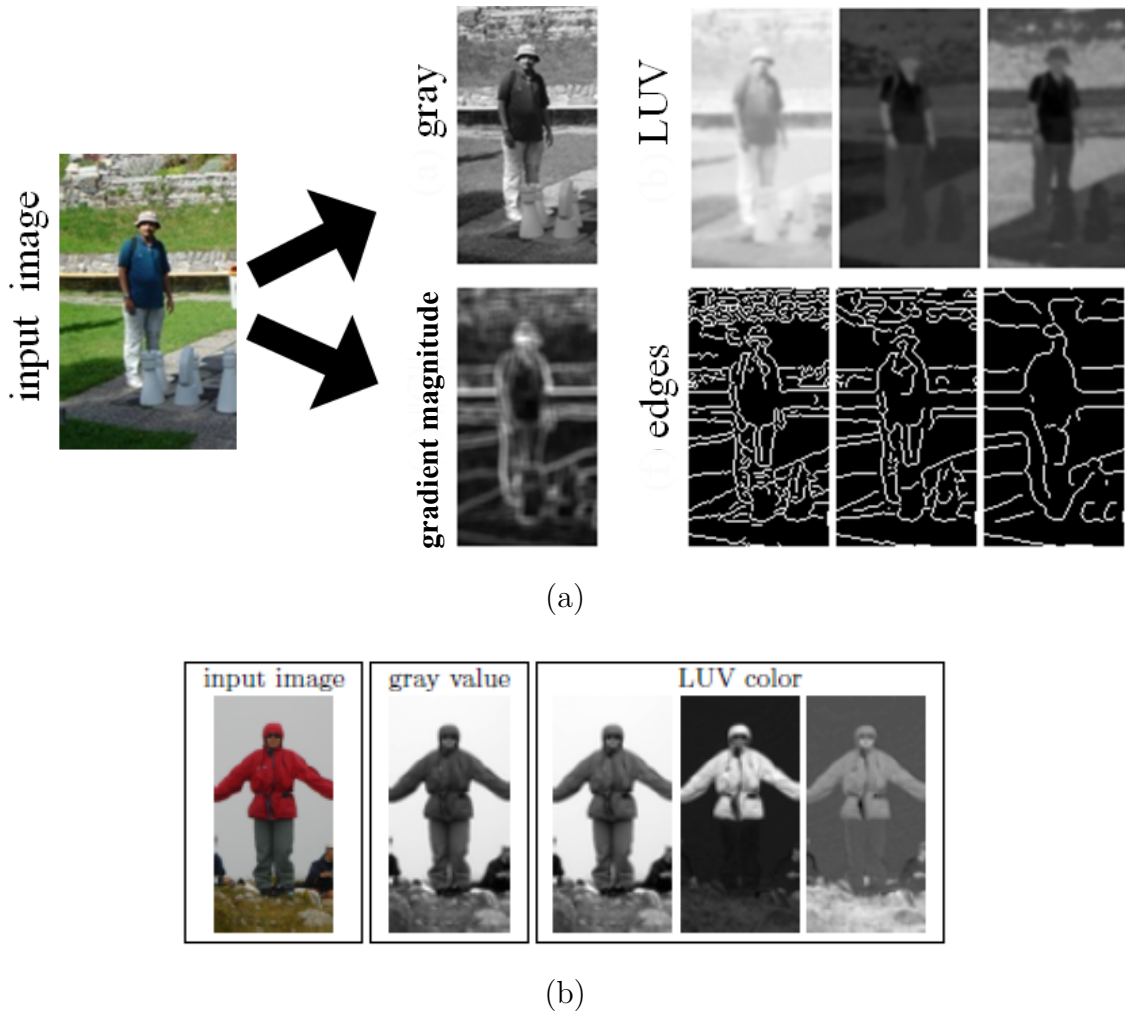 input image
(a) gray
(b) LUV
gradient magnitude
(f) edges
(a)
input image
gray value
LUV color
(b)